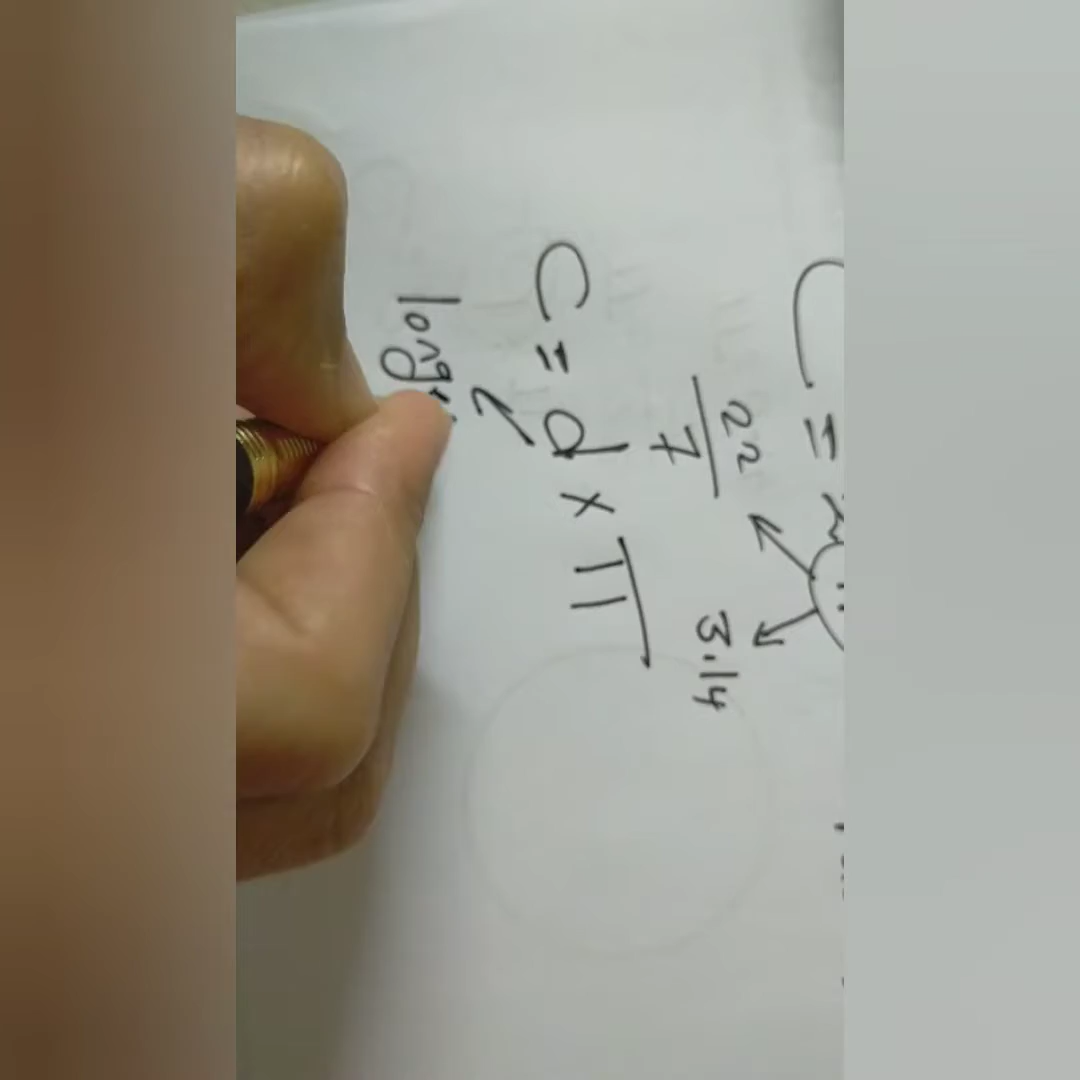 C =
22
7
3.14
C = d × π
long